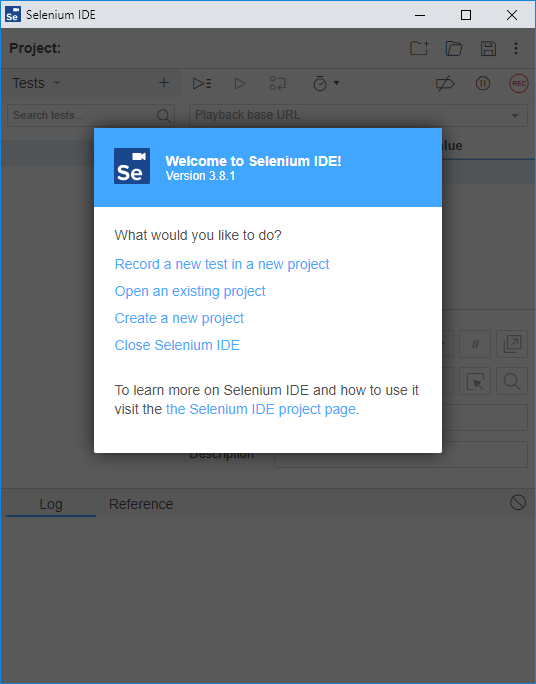 Se Selenium IDE
Project:
Tests
Search tests...
Playback base URL
REC
alue
Se
Welcome to Selenium IDE!
Version 3.8.1
What would you like to do?
Record a new test in a new project
Open an existing project
Create a new project
Close Selenium IDE
To learn more on Selenium IDE and how to use it
visit the the Selenium IDE project page.
//
Description
Log
Reference